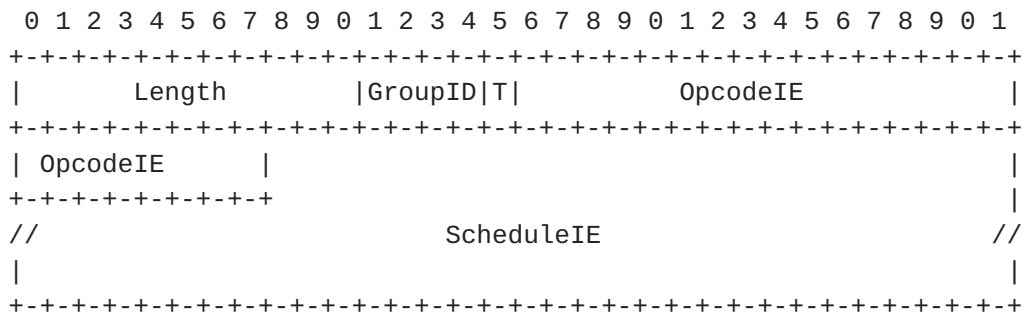 0 1 2 3 4 5 6 7 8 9 0 1 2 3 4 5 6 7 8 9 0 1 2 3 4 5 6 7 8 9 0 1
+-+-+-+-+-+-+-+-+-+-+-+-+-+-+-+-+-+-+-+-+-+-+-+-+-+-+-+-+-+-+-+-+
|       Length        |GroupID|T|          OpcodeIE             |
+-+-+-+-+-+-+-+-+-+-+-+-+-+-+-+-+-+-+-+-+-+-+-+-+-+-+-+-+-+-+-+-+
| OpcodeIE      |                                               |
+-+-+-+-+-+-+-+-+                                               |
//                          ScheduleIE                         //
|                                                               |
+-+-+-+-+-+-+-+-+-+-+-+-+-+-+-+-+-+-+-+-+-+-+-+-+-+-+-+-+-+-+-+-+